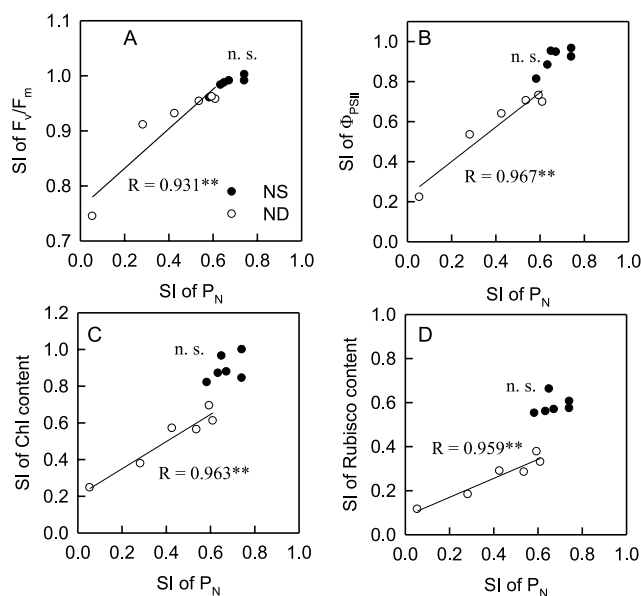 A
n. s.
1.1
1.0
0.9
0.8
0.7
SI of Fv/Fm
R = 0.931**
NS
ND
0.0 0.2 0.4 0.6 0.8 1.0
SI of PN
B
n. s.
1.0
0.8
0.6
0.4
0.2
0.0
SI of ΦPSII
R = 0.967**
0.0 0.2 0.4 0.6 0.8 1.0
SI of PN
C
n. s.
1.2
1.0
0.8
0.6
0.4
0.2
0.0
SI of Chl content
R = 0.963**
0.0 0.2 0.4 0.6 0.8 1.0
SI of PN
D
n. s.
1.0
0.8
0.6
0.4
0.2
0.0
SI of Rubisco content
R = 0.959**
0.0 0.2 0.4 0.6 0.8 1.0
SI of PN